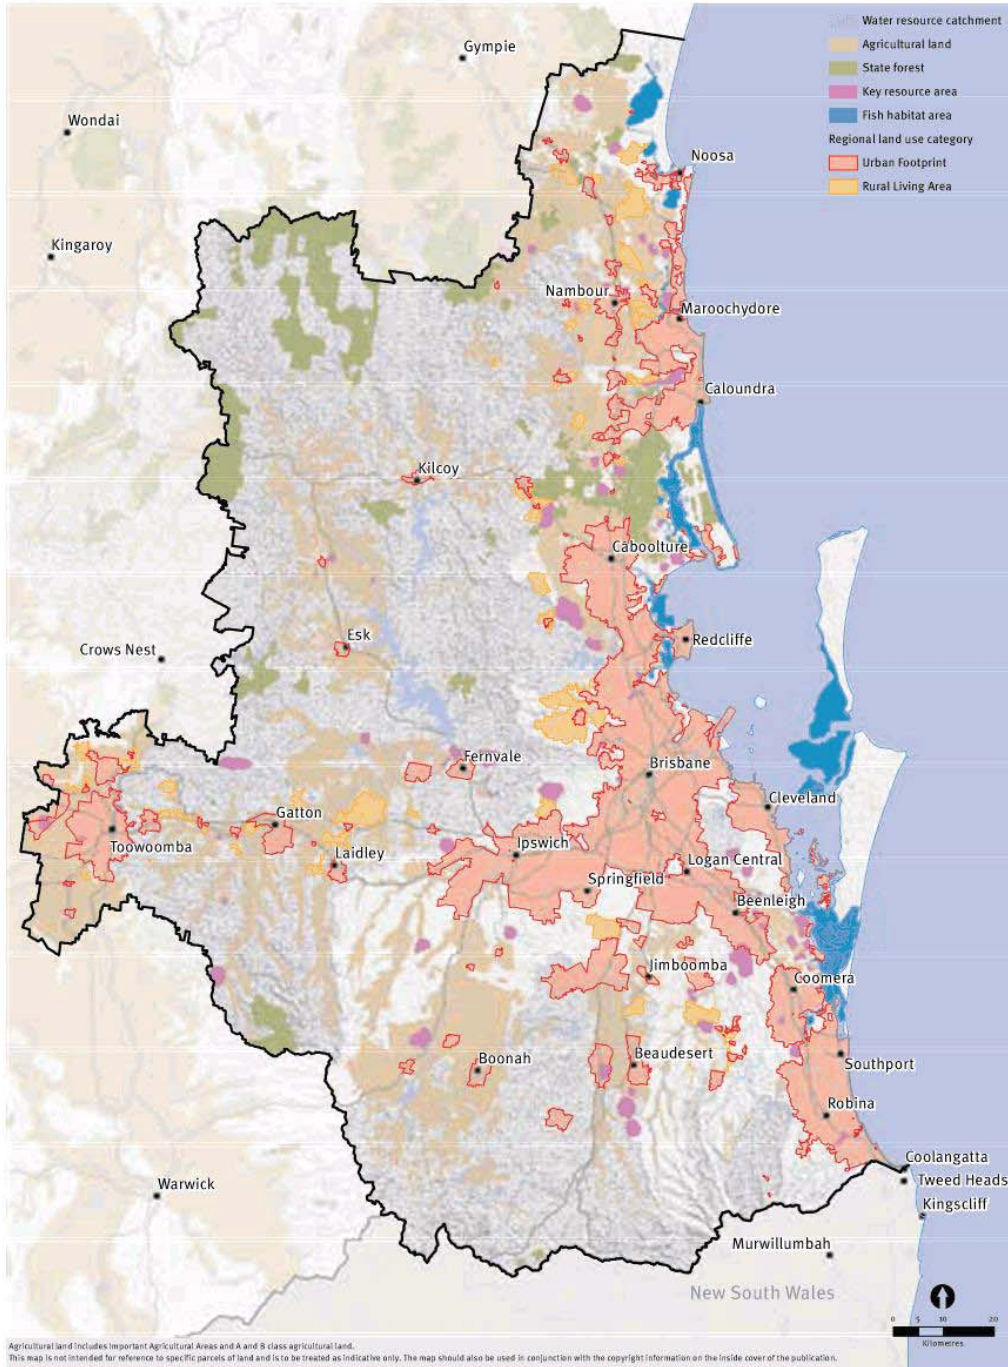 Water resource catchment
Agricultural land
State forest
Key resource area
Fish habitat area
Regional land use category
Urban Footprint
Rural Living Area
Gympie
Wondai
Noosa
Kingaroy
Nambour
Maroochydore
Caloundra
Kilcoy
Caboolture
Esk
Redcliffe
Crows Nest
Fernvale
Brisbane
Cleveland
Gatton
Toowoomba
Ipswich
Laidley
Logan Central
Springfield
Beenleigh
Jimboomba
Coomera
Boonah
Beaudesert
Southport
Robina
Coolangatta
Tweed Heads
Warwick
Kingscliff
Murwillumbah
New South Wales
0 5 10 20
Kilometres
Agricultural land includes Important Agricultural Areas and A and B class agricultural land.
This map is not intended for reference to specific parcels of land and is to be treated as indicative only. The map should also be used in conjunction with the copyright information on the inside cover of the publication.